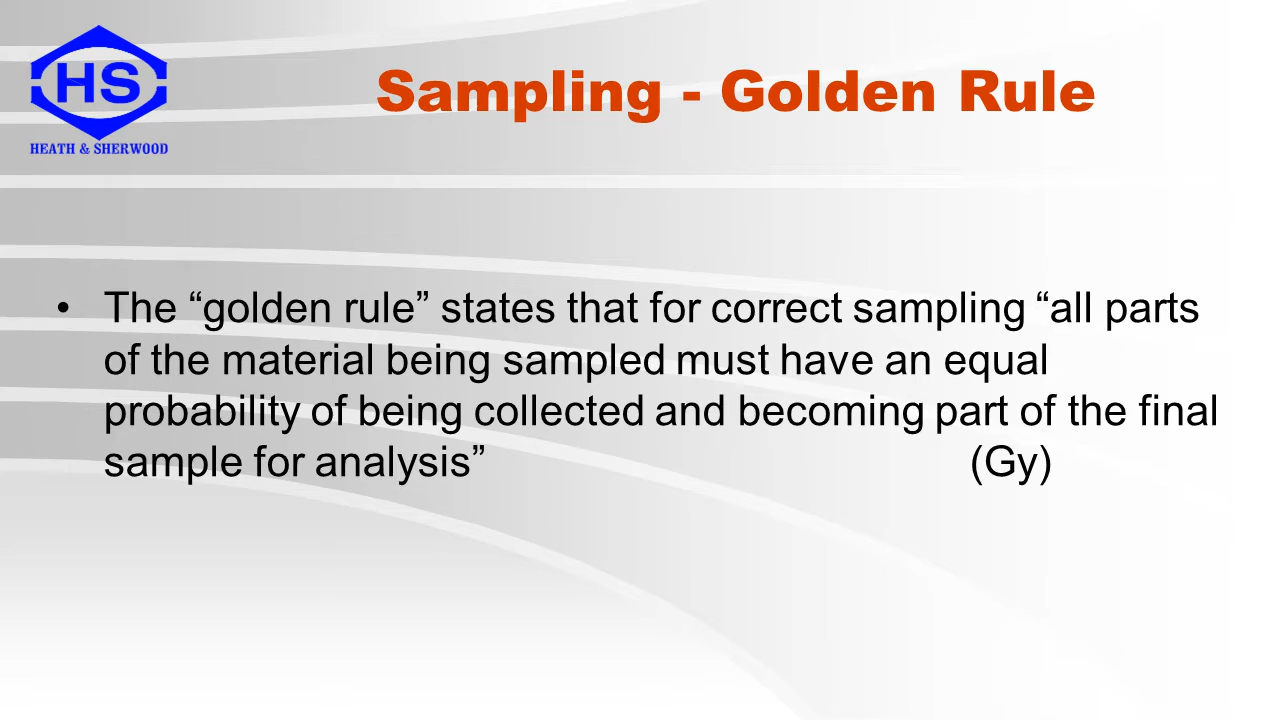 HS
HEATH & SHERWOOD
Sampling - Golden Rule
• The “golden rule” states that for correct sampling “all parts
of the material being sampled must have an equal
probability of being collected and becoming part of the final
sample for analysis” (Gy)